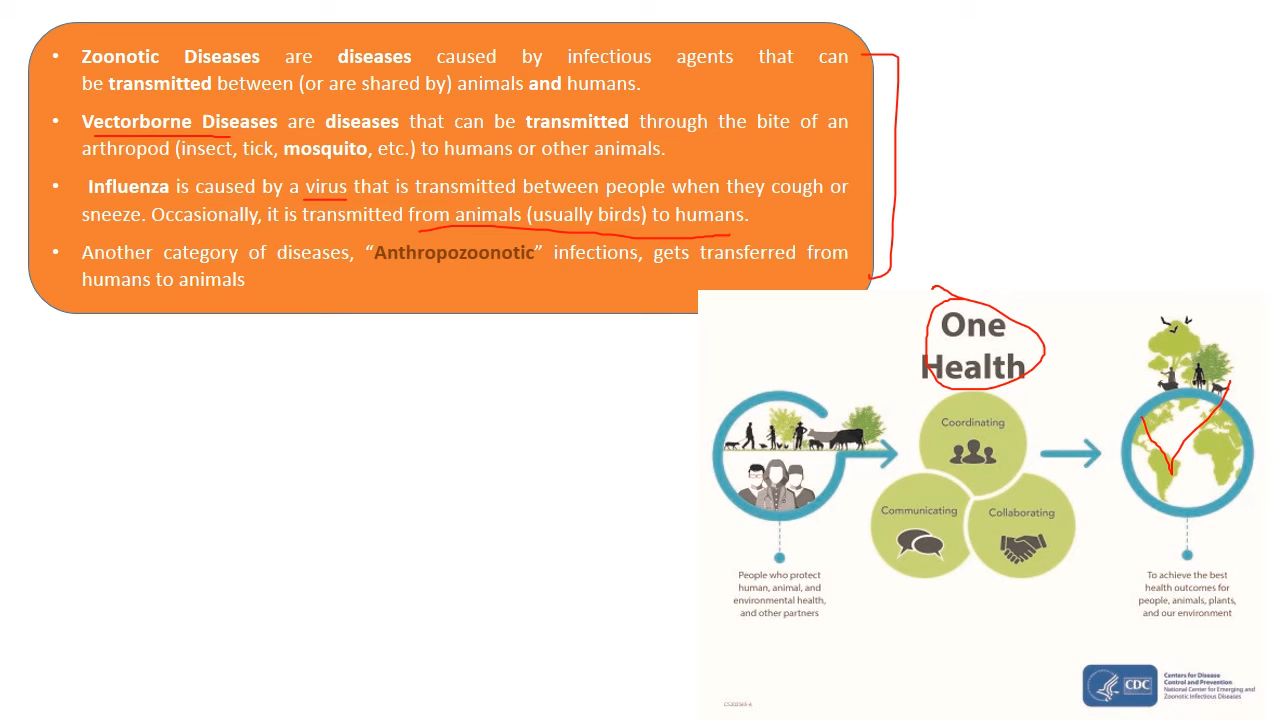 • Zoonotic Diseases are diseases caused by infectious agents that can
be transmitted between (or are shared by) animals and humans.
• Vectorborne Diseases are diseases that can be transmitted through the bite of an
arthropod (insect, tick, mosquito, etc.) to humans or other animals.
• Influenza is caused by a virus that is transmitted between people when they cough or
sneeze. Occasionally, it is transmitted from animals (usually birds) to humans.
• Another category of diseases, “Anthropozoonotic” infections, gets transferred from
humans to animals
One
Health
Coordinating
Communicating
Collaborating
People who protect
human, animal, and
environmental health,
and other partners
To achieve the best
health outcomes for
people, animals, plants,
and our environment
CDC
Centers for Disease
Control and Prevention
National Center for Emerging and
Zoonotic Infectious Diseases